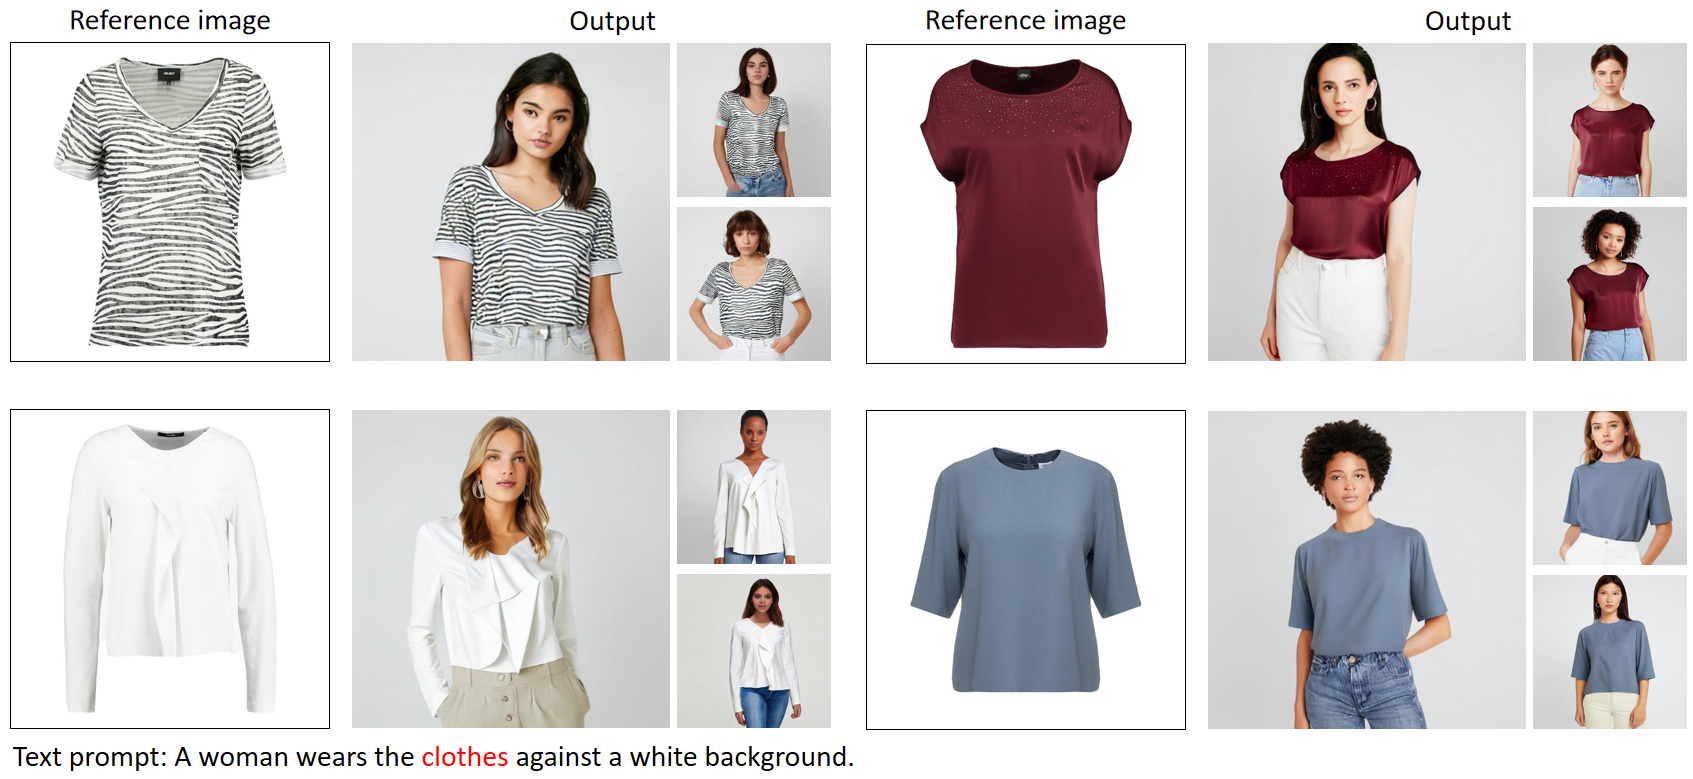 Reference image
Output
Reference image
Output
Text prompt: A woman wears the clothes against a white background.